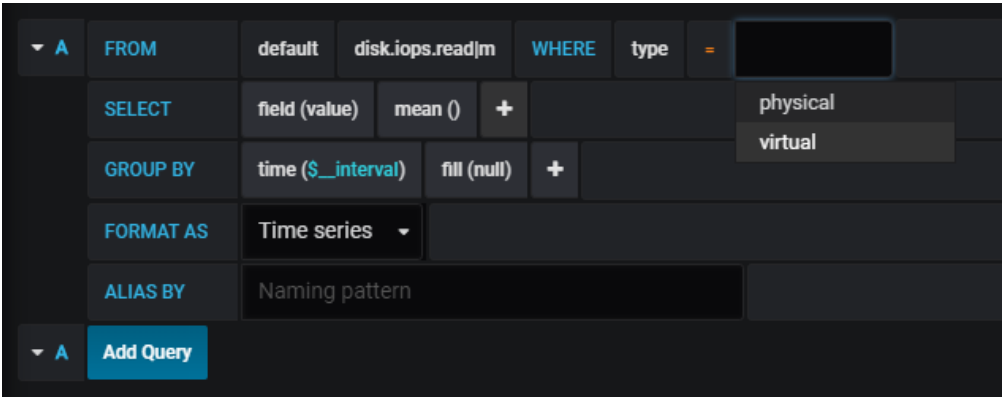 A FROM default disk.iops.read|m WHERE type =
SELECT field (value) mean () +
physical
virtual
GROUP BY time ($__interval) fill (null) +
FORMAT AS Time series
ALIAS BY Naming pattern
A Add Query